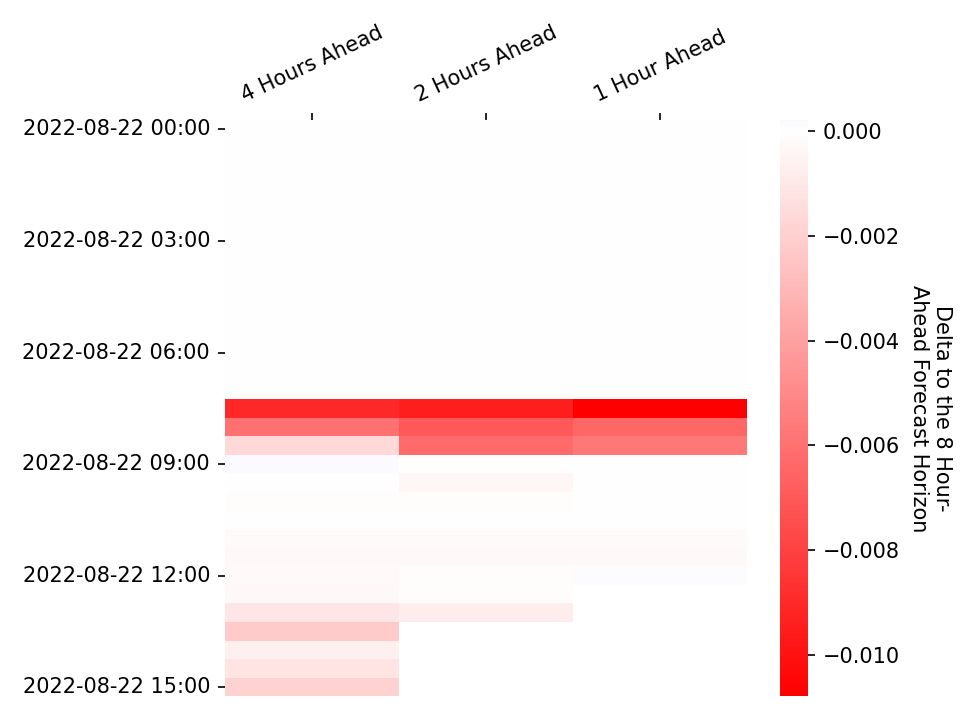 4 Hours Ahead
2 Hours Ahead
1 Hour Ahead
2022-08-22 00:00
2022-08-22 03:00
2022-08-22 06:00
2022-08-22 09:00
2022-08-22 12:00
2022-08-22 15:00
0.000
−0.002
−0.004
−0.006
−0.008
−0.010
Delta to the 8 Hour-
Ahead Forecast Horizon